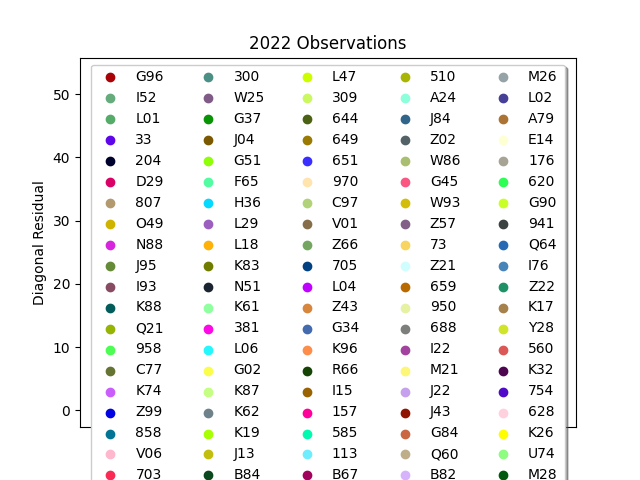 2022 Observations
Diagonal Residual
50
40
30
20
10
0
G96 300 L47 510 M26
I52 W25 309 A24 L02
L01 G37 644 J84 A79
33 J04 649 Z02 E14
204 G51 651 W86 176
D29 F65 970 G45 620
807 H36 C97 W93 G90
O49 L29 V01 Z57 941
N88 L18 Z66 73 Q64
J95 K83 705 Z21 I76
I93 N51 L04 659 Z22
K88 K61 Z43 950 K17
Q21 381 G34 688 Y28
958 L06 K96 I22 560
C77 G02 R66 M21 K32
K74 K87 I15 J22 754
Z99 K62 157 J43 628
858 K19 585 G84 K26
V06 J13 113 Q60 U74
703 B84 B67 B82 M28